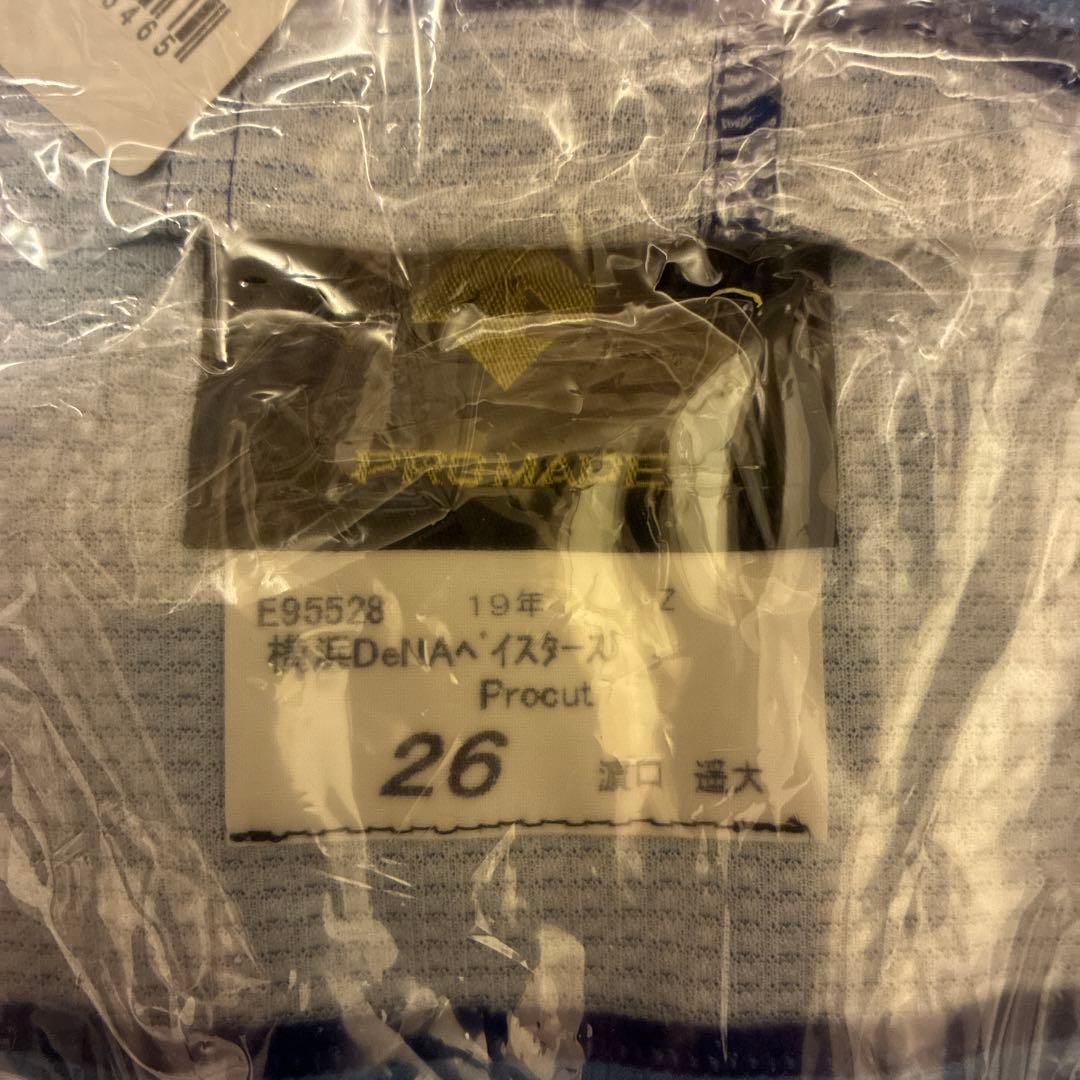 5465
PROMADE
E95528 19年 Z
横浜DeNAベイスターズ
Procut
26 濵口 遥大